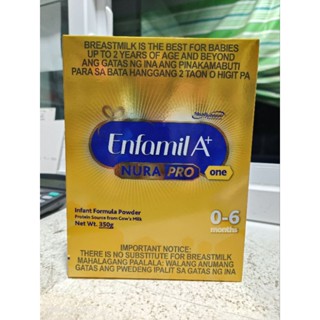 BREASTMILK IS THE BEST FOR BABIES
UP TO 2 YEARS OF AGE AND BEYOND
ANG GATAS NG INA ANG PINAKAMABUTI
PARA SA BATA HANGGANG 2 TAON O HIGIT PA
MeadJohnson
Enfamil A+
NURA PRO one
Infant Formula Powder
Protein Source from Cow's Milk
Net Wt. 350g
0-6
months
IMPORTANT NOTICE:
THERE IS NO SUBSTITUTE FOR BREASTMILK
MAHALAGANG PAALALA: WALANG ANUMANG
GATAS ANG PWEDENG IPALIT SA GATAS NG INA